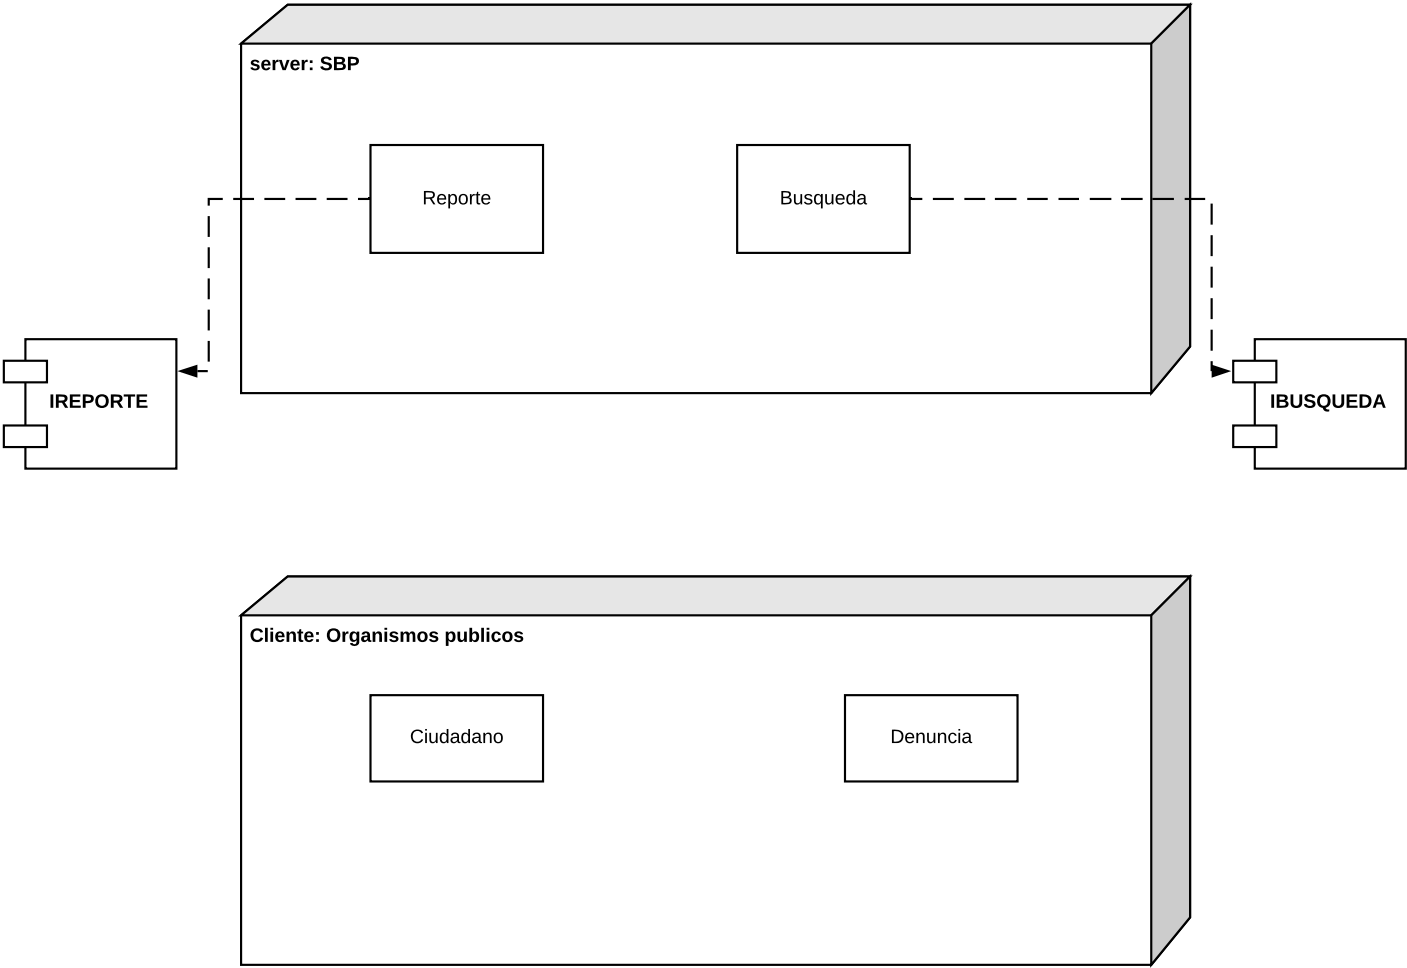 server: SBP
Reporte
Busqueda
IREPORTE
IBUSQUEDA
Cliente: Organismos publicos
Ciudadano
Denuncia